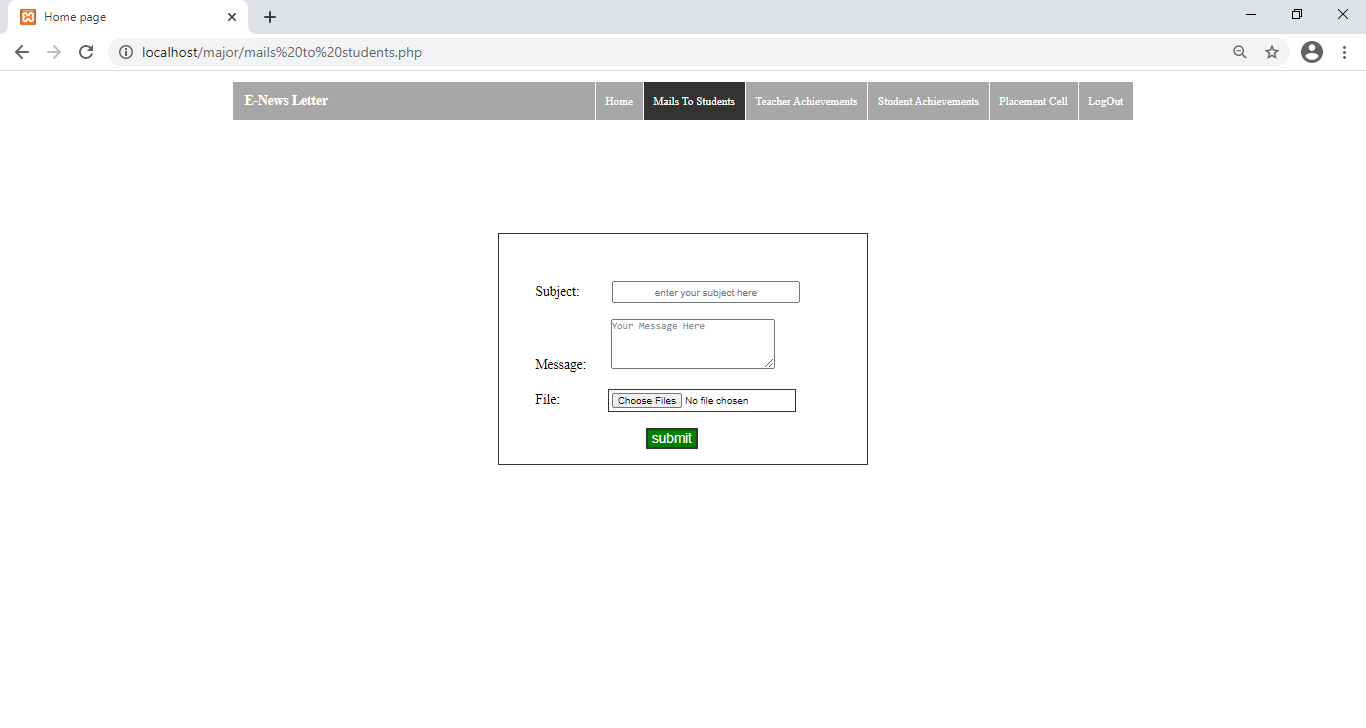 Home page
localhost/major/mails%20to%20students.php
E-News Letter Home Mails To Students Teacher Achievements Student Achievements Placement Cell LogOut
Subject: enter your subject here
Your Message Here
Message:
File: Choose Files No file chosen
submit